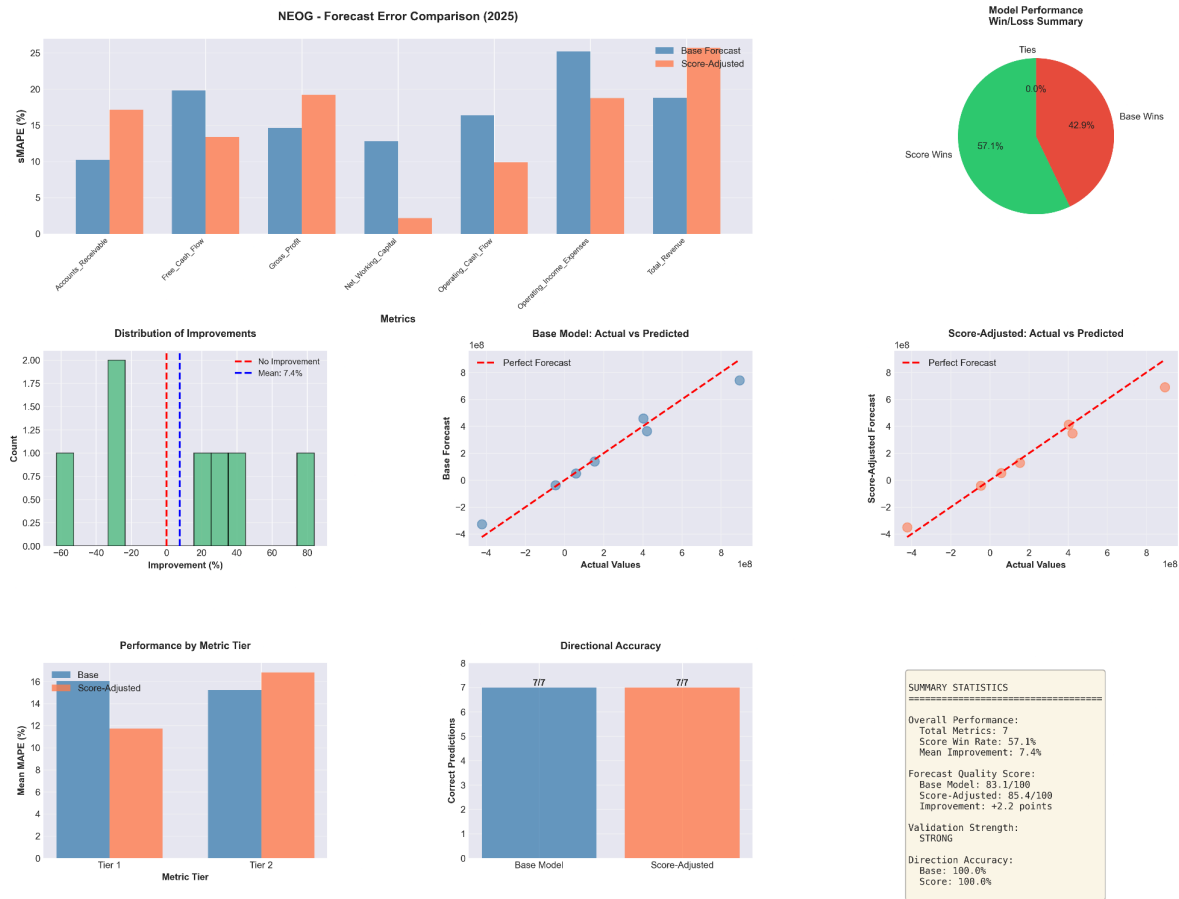 NEOG - Forecast Error Comparison (2025)
Base Forecast
Score-Adjusted
sMAPE (%)
25
20
15
10
5
0
Accounts_Receivable
Free_Cash_Flow
Gross_Profit
Net_Working_Capital
Operating_Cash_Flow
Operating_Income_Expenses
Total_Revenue
Metrics
Model Performance
Win/Loss Summary
Ties
0.0%
42.9%
Base Wins
57.1%
Score Wins
Distribution of Improvements
No Improvement
Mean: 7.4%
Count
2.00
1.75
1.50
1.25
1.00
0.75
0.50
0.25
0.00
−60 −40 −20 0 20 40 60 80
Improvement (%)
Base Model: Actual vs Predicted
1e8
Perfect Forecast
Base Forecast
8
6
4
2
0
−2
−4
−4 −2 0 2 4 6 8
Actual Values
1e8
Score-Adjusted: Actual vs Predicted
1e8
Perfect Forecast
Score-Adjusted Forecast
8
6
4
2
0
−2
−4
−4 −2 0 2 4 6 8
Actual Values
1e8
Performance by Metric Tier
Base
Score-Adjusted
Mean MAPE (%)
16
14
12
10
8
6
4
2
0
Tier 1 Tier 2
Metric Tier
Directional Accuracy
Correct Predictions
8
7
6
5
4
3
2
1
0
7/7 7/7
Base Model Score-Adjusted
SUMMARY STATISTICS
===================================
Overall Performance:
Total Metrics: 7
Score Win Rate: 57.1%
Mean Improvement: 7.4%
Forecast Quality Score:
Base Model: 83.1/100
Score-Adjusted: 85.4/100
Improvement: +2.2 points
Validation Strength:
STRONG
Direction Accuracy:
Base: 100.0%
Score: 100.0%